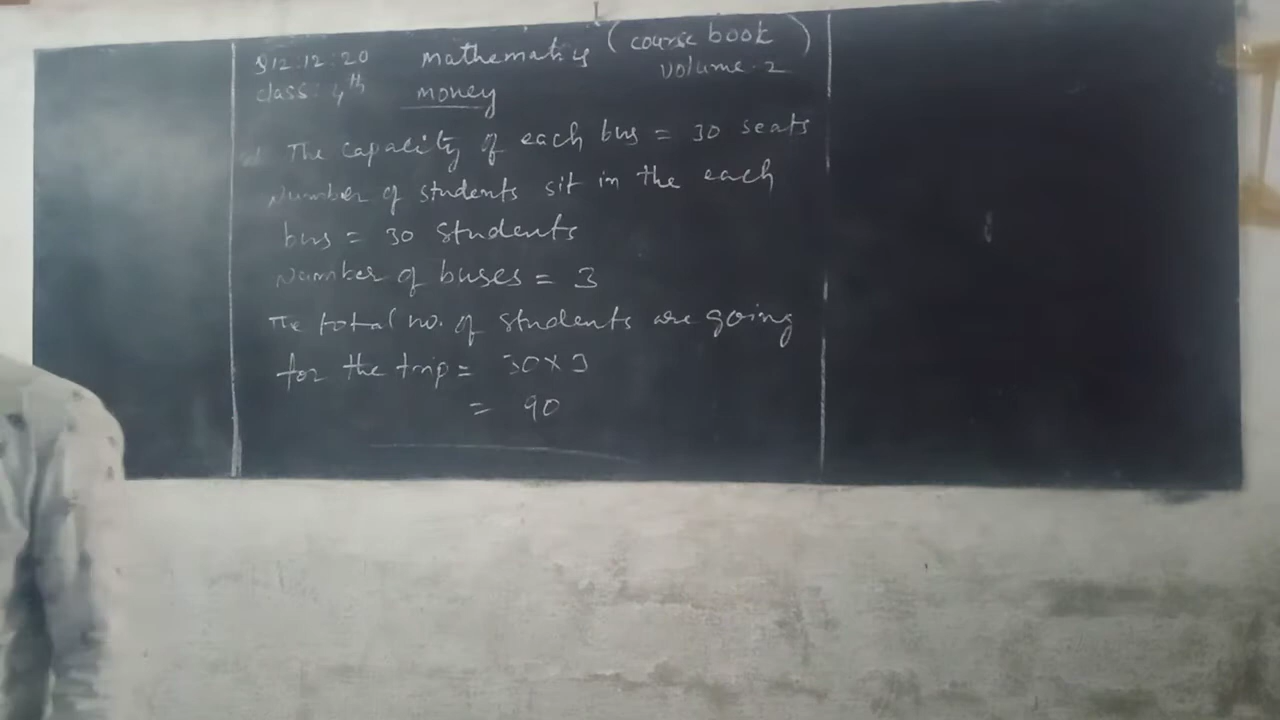 12:12:20 Mathematics (course book
volume-2)
class: 4th money
The capacity of each bus = 30 seats
Number of students sit in the each
bus = 30 students
Number of buses = 3
The total no. of students are going
for the trip = 30×3
= 90